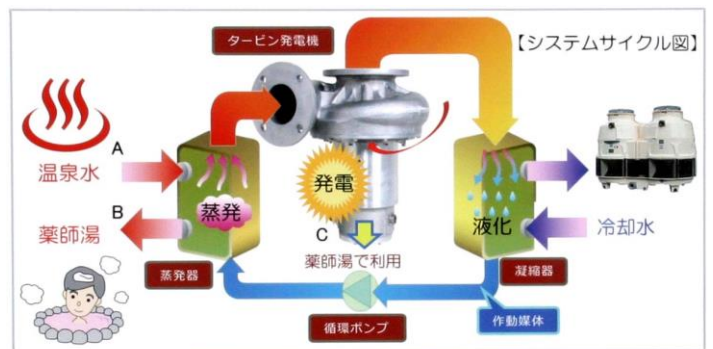 タービン発電機
【システムサイクル図】
A
温泉水
B
薬師湯
蒸発
発電
C
薬師湯で利用
液化
冷却水
蒸発器
凝縮器
循環ポンプ
作動媒体